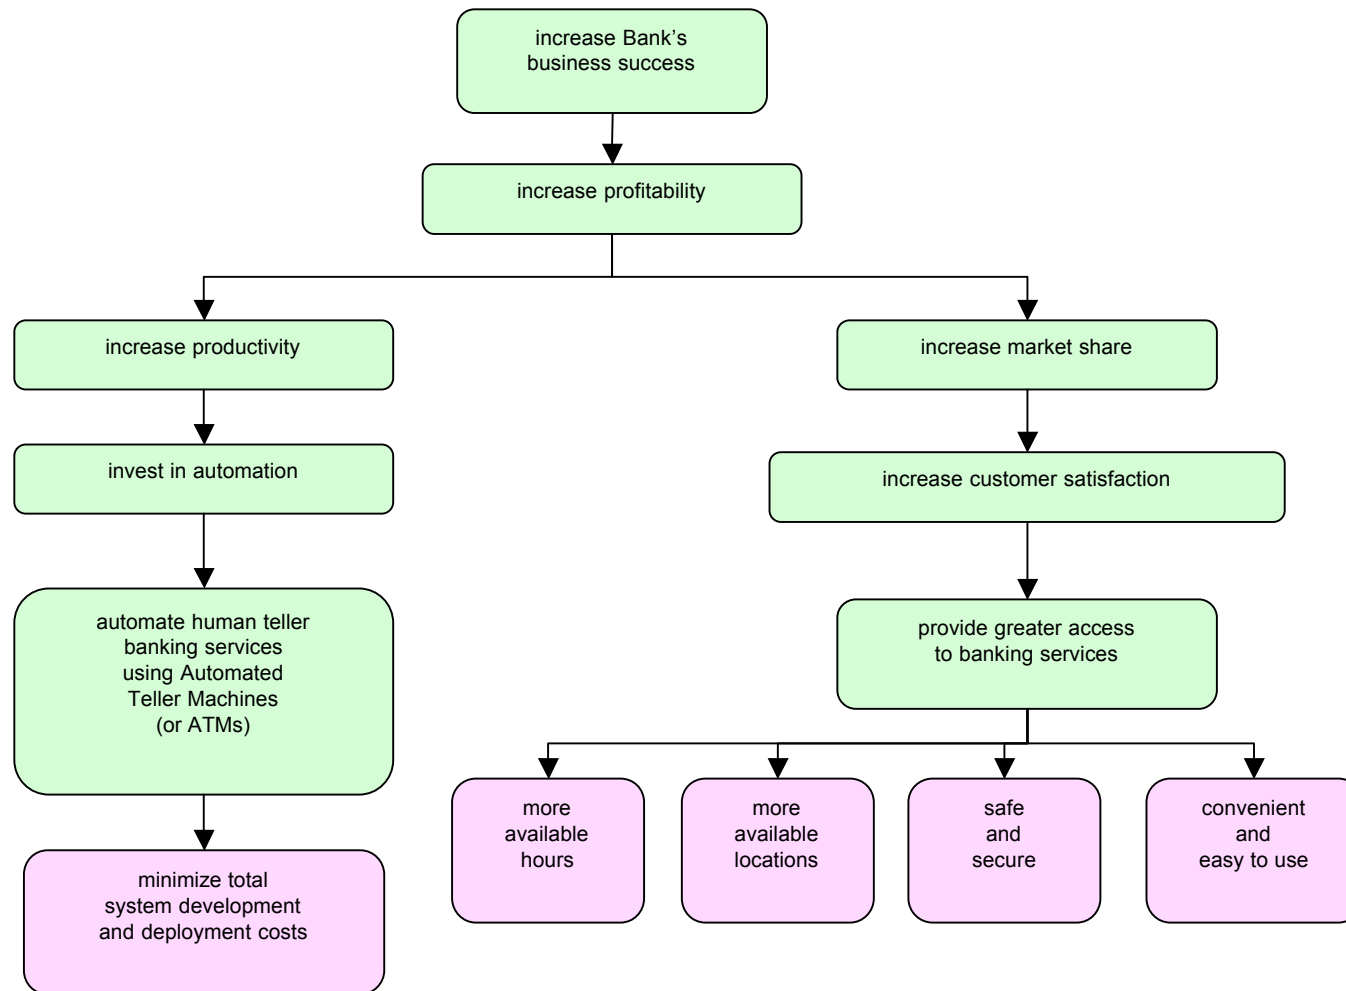 increase Bank’s
business success
increase profitability
increase productivity
increase market share
invest in automation
increase customer satisfaction
automate human teller
banking services
using Automated
Teller Machines
(or ATMs)
provide greater access
to banking services
more
available
hours
more
available
locations
safe
and
secure
convenient
and
easy to use
minimize total
system development
and deployment costs